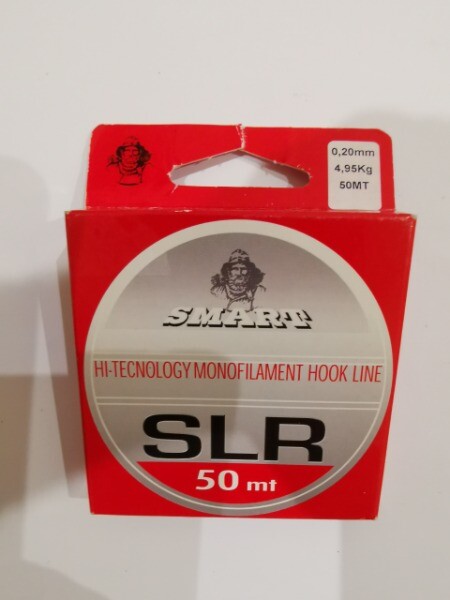 0,20mm
4,95Kg
50MT
SMART
HI-TECNOLOGY MONOFILAMENT HOOK LINE
SLR
50 mt